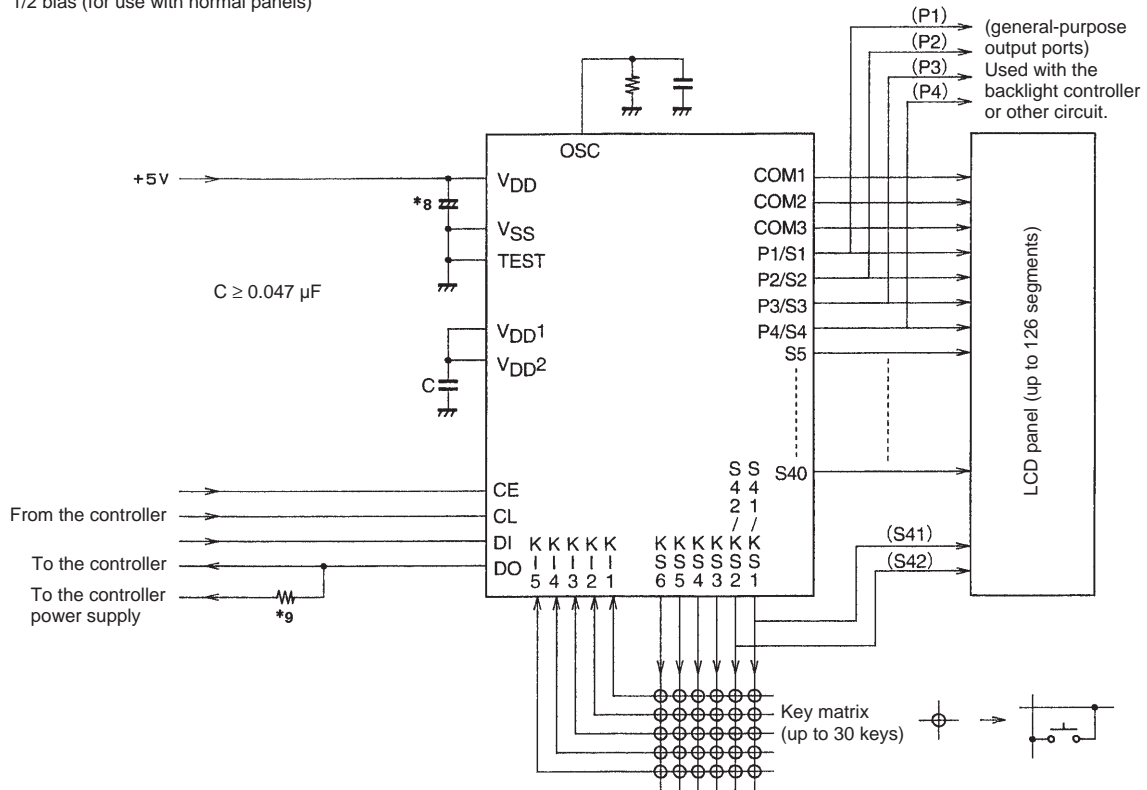 1/2 bias (for use with normal panels)
(P1)
(P2)
(P3)
(P4)
(general-purpose
output ports)
Used with the
backlight controller
or other circuit.
OSC
+5V
VDD
*8
VSS
TEST
C ≥ 0.047 µF
VDD1
VDD2
C
COM1
COM2
COM3
P1/S1
P2/S2
P3/S3
P4/S4
S5
S40
LCD panel (up to 126 segments)
CE
From the controller
CL
DI
To the controller
DO
To the controller
power supply
*9
KI5
KI4
KI3
KI2
KI1
KS6
KS5
KS4
KS3
S42/KS2
S41/KS1
(S41)
(S42)
Key matrix
(up to 30 keys)